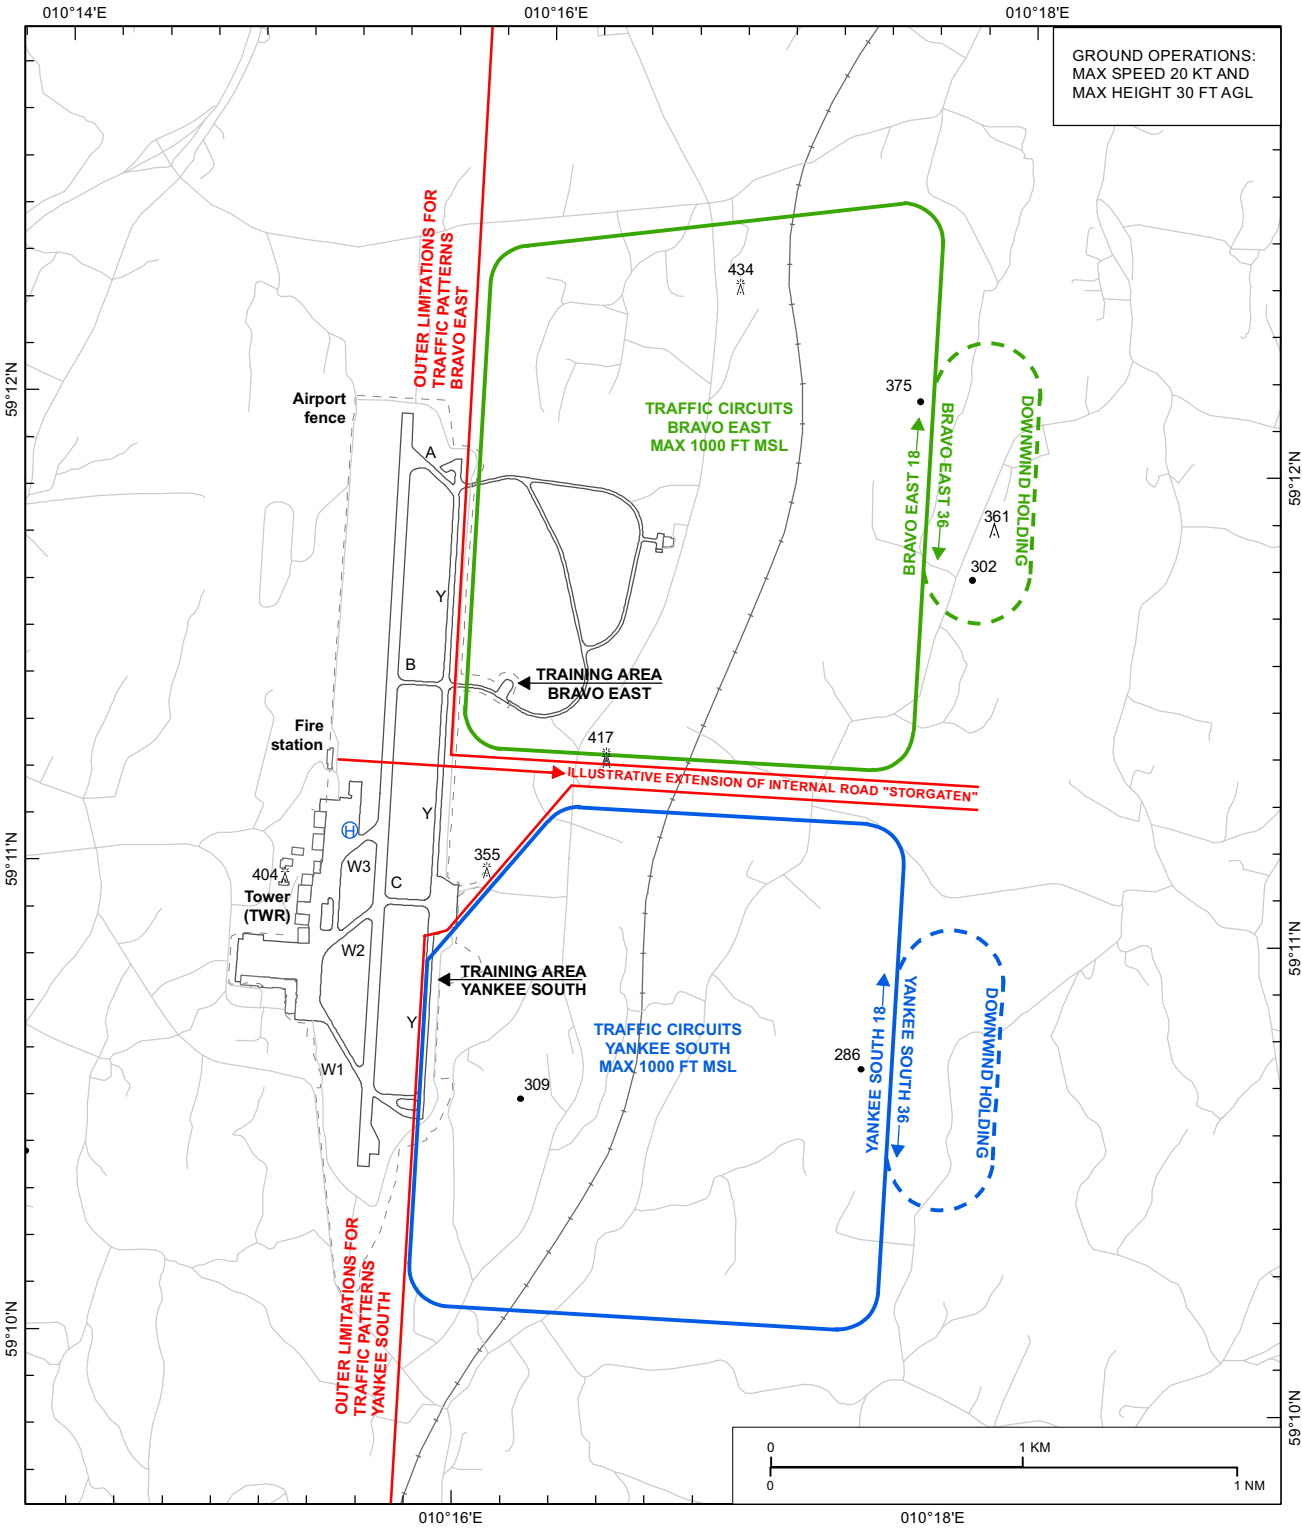 010°14'E
010°16'E
010°18'E
GROUND OPERATIONS:
MAX SPEED 20 KT AND
MAX HEIGHT 30 FT AGL
OUTER LIMITATIONS FOR
TRAFFIC PATTERNS
BRAVO EAST
434
59°12'N
Airport
fence
375
TRAFFIC CIRCUITS
BRAVO EAST
MAX 1000 FT MSL
BRAVO EAST 18
BRAVO EAST 36
DOWNWIND HOLDING
A
59°12'N
361
302
Y
B
TRAINING AREA
BRAVO EAST
Fire
station
417
ILLUSTRATIVE EXTENSION OF INTERNAL ROAD "STORGATEN"
Y
H
59°11'N
355
W3
404
C
Tower
(TWR)
W2
59°11'N
TRAINING AREA
YANKEE SOUTH
Y
TRAFFIC CIRCUITS
YANKEE SOUTH
MAX 1000 FT MSL
YANKEE SOUTH 18
YANKEE SOUTH 36
DOWNWIND HOLDING
286
W1
309
OUTER LIMITATIONS FOR
TRAFFIC PATTERNS
YANKEE SOUTH
59°10'N
59°10'N
0
1 KM
0
1 NM
010°16'E
010°18'E